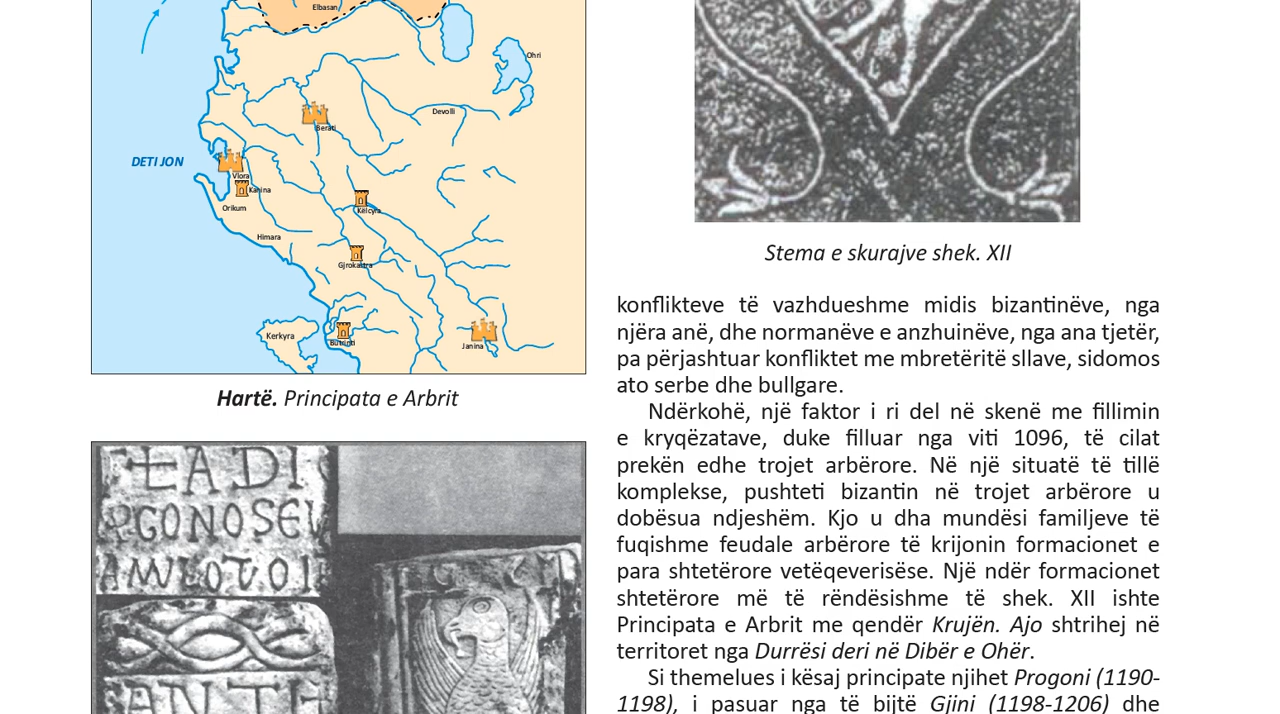 Elbasan
Ohri
Devolli
Berati
DETI JON
Vlora
Kanina
Orikum
Kelcyra
Himara
Gjrokastra
Kerkyra
Butrinti
Janina
Hartë. Principata e Arbrit
Stema e skurajve shek. XII
konflikteve të vazhdueshme midis bizantinëve, nga
njëra anë, dhe normanëve e anzhuinëve, nga ana tjetër,
pa përjashtuar konfliktet me mbretëritë sllave, sidomos
ato serbe dhe bullgare.
Ndërkohë, një faktor i ri del në skenë me fillimin
e kryqëzatave, duke filluar nga viti 1096, të cilat
prekën edhe trojet arbërore. Në një situatë të tillë
komplekse, pushteti bizantin në trojet arbërore u
dobësua ndjeshëm. Kjo u dha mundësi familjeve të
fuqishme feudale arbërore të krijonin formacionet e
para shtetërore vetëqeverisëse. Një ndër formacionet
shtetërore më të rëndësishme të shek. XII ishte
Principata e Arbrit me qendër Krujën. Ajo shtrihej në
territoret nga Durrësi deri në Dibër e Ohër.
Si themelues i kësaj principate njihet Progoni (1190-
1198), i pasuar nga të bijtë Gjini (1198-1206) dhe